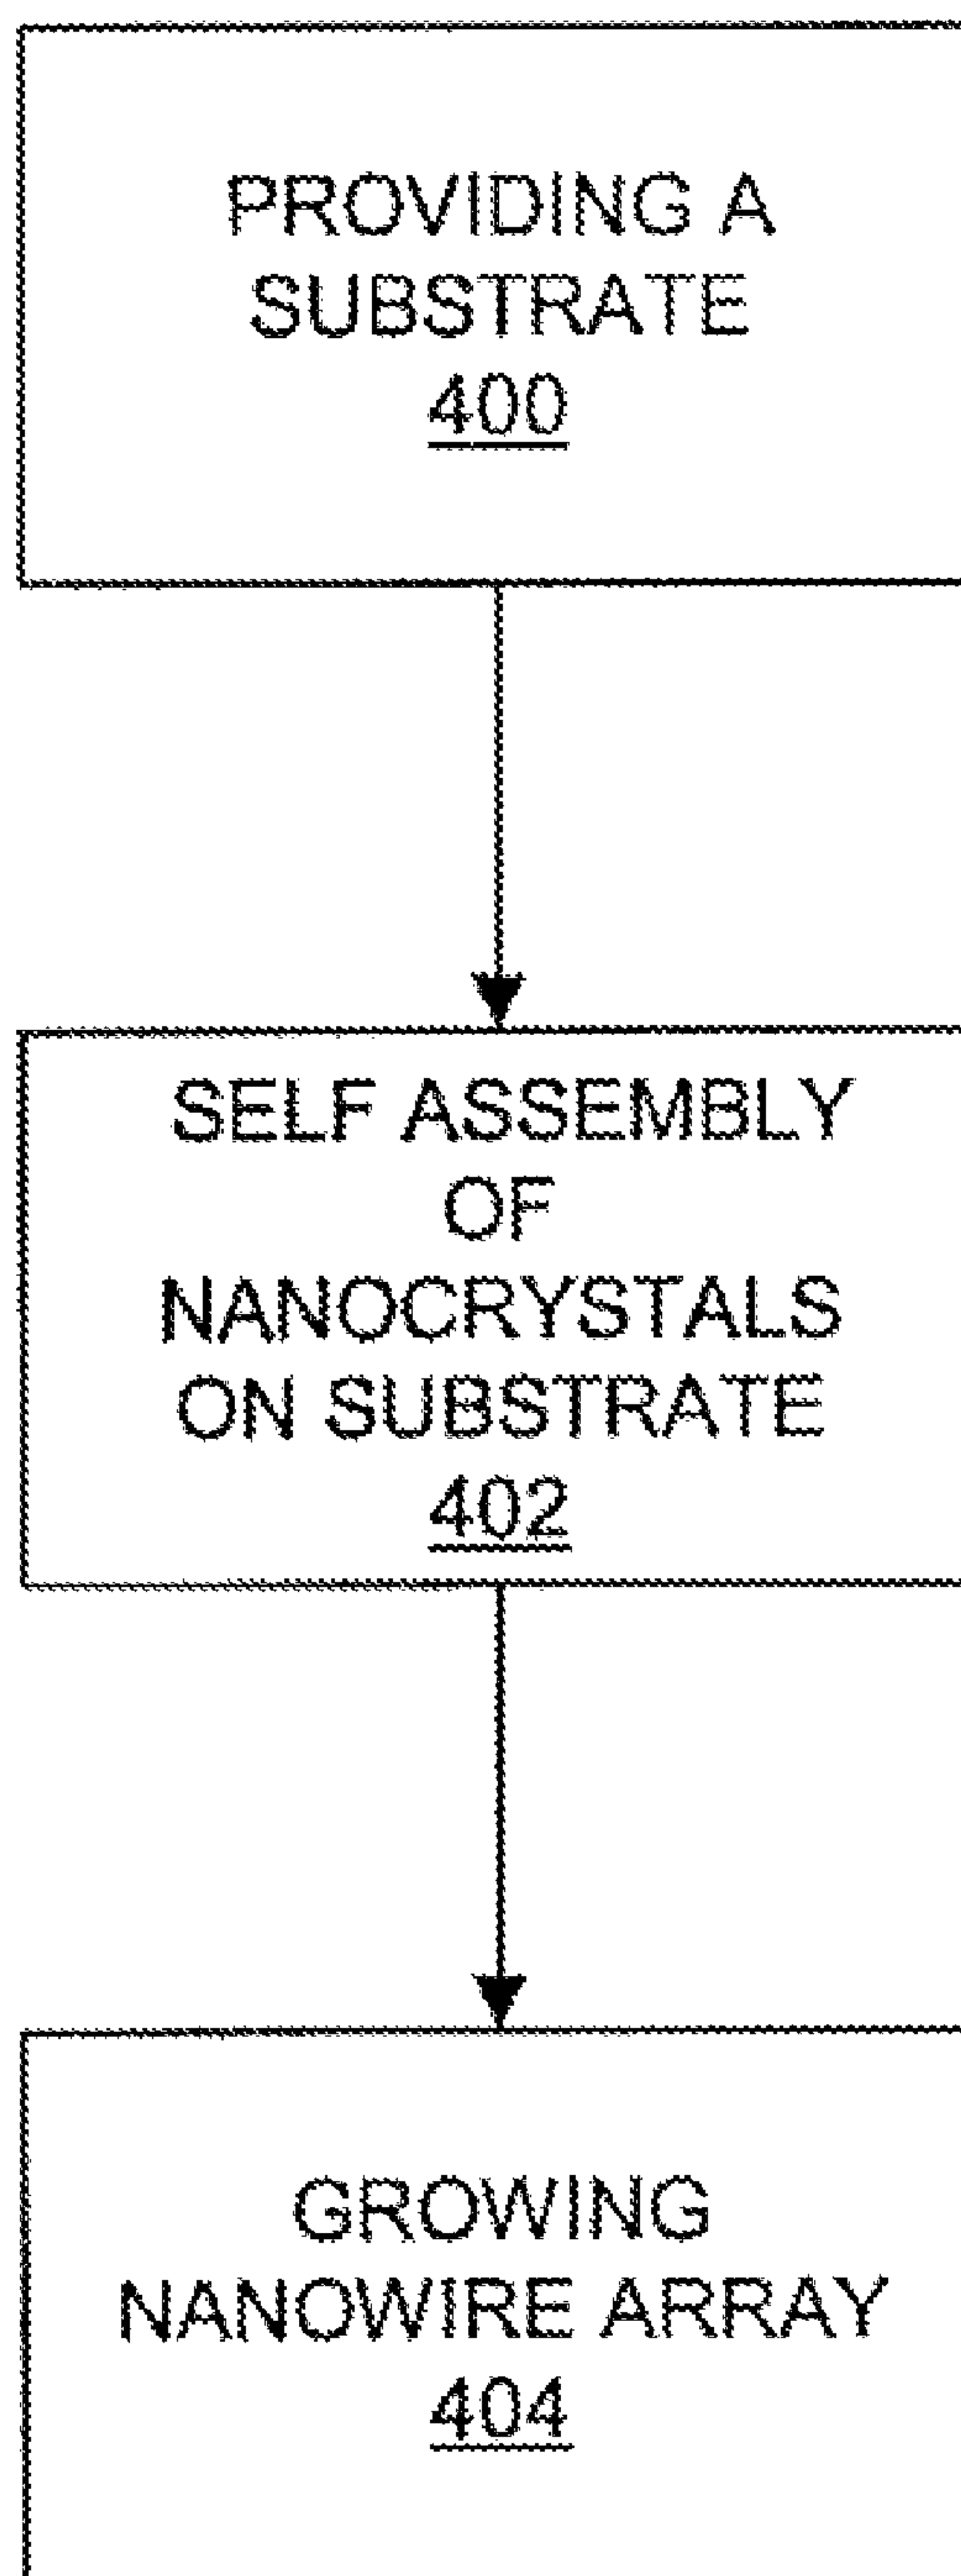 PROVIDING A
SUBSTRATE
400
SELF ASSEMBLY
OF
NANOCRYSTALS
ON SUBSTRATE
402
GROWING
NANOWIRE ARRAY
404